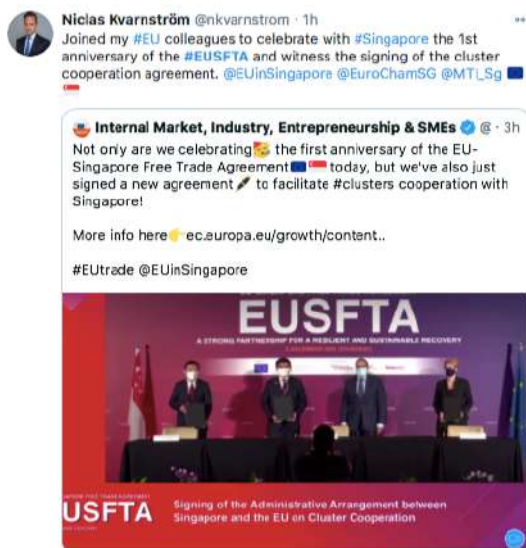 Niclas Kvarnström @nkvarnstrom · 1h
Joined my #EU colleagues to celebrate with #Singapore the 1st
anniversary of the #EUSFTA and witness the signing of the cluster
cooperation agreement. @EUinSingapore @EuroChamSG @MTI_Sg 🇪🇺
🇸🇬
Internal Market, Industry, Entrepreneurship & SMEs @ · 3h
Not only are we celebrating🥳 the first anniversary of the EU-
Singapore Free Trade Agreement🇪🇺🇸🇬 today, but we've also just
signed a new agreement🖋 to facilitate #clusters cooperation with
Singapore!
More info here👉ec.europa.eu/growth/content..
#EUtrade @EUinSingapore
EUSFTA
A STRONG PARTNERSHIP FOR A RESILIENT AND SUSTAINABLE RECOVERY
USFTA
Signing of the Administrative Arrangement between
Singapore and the EU on Cluster Cooperation